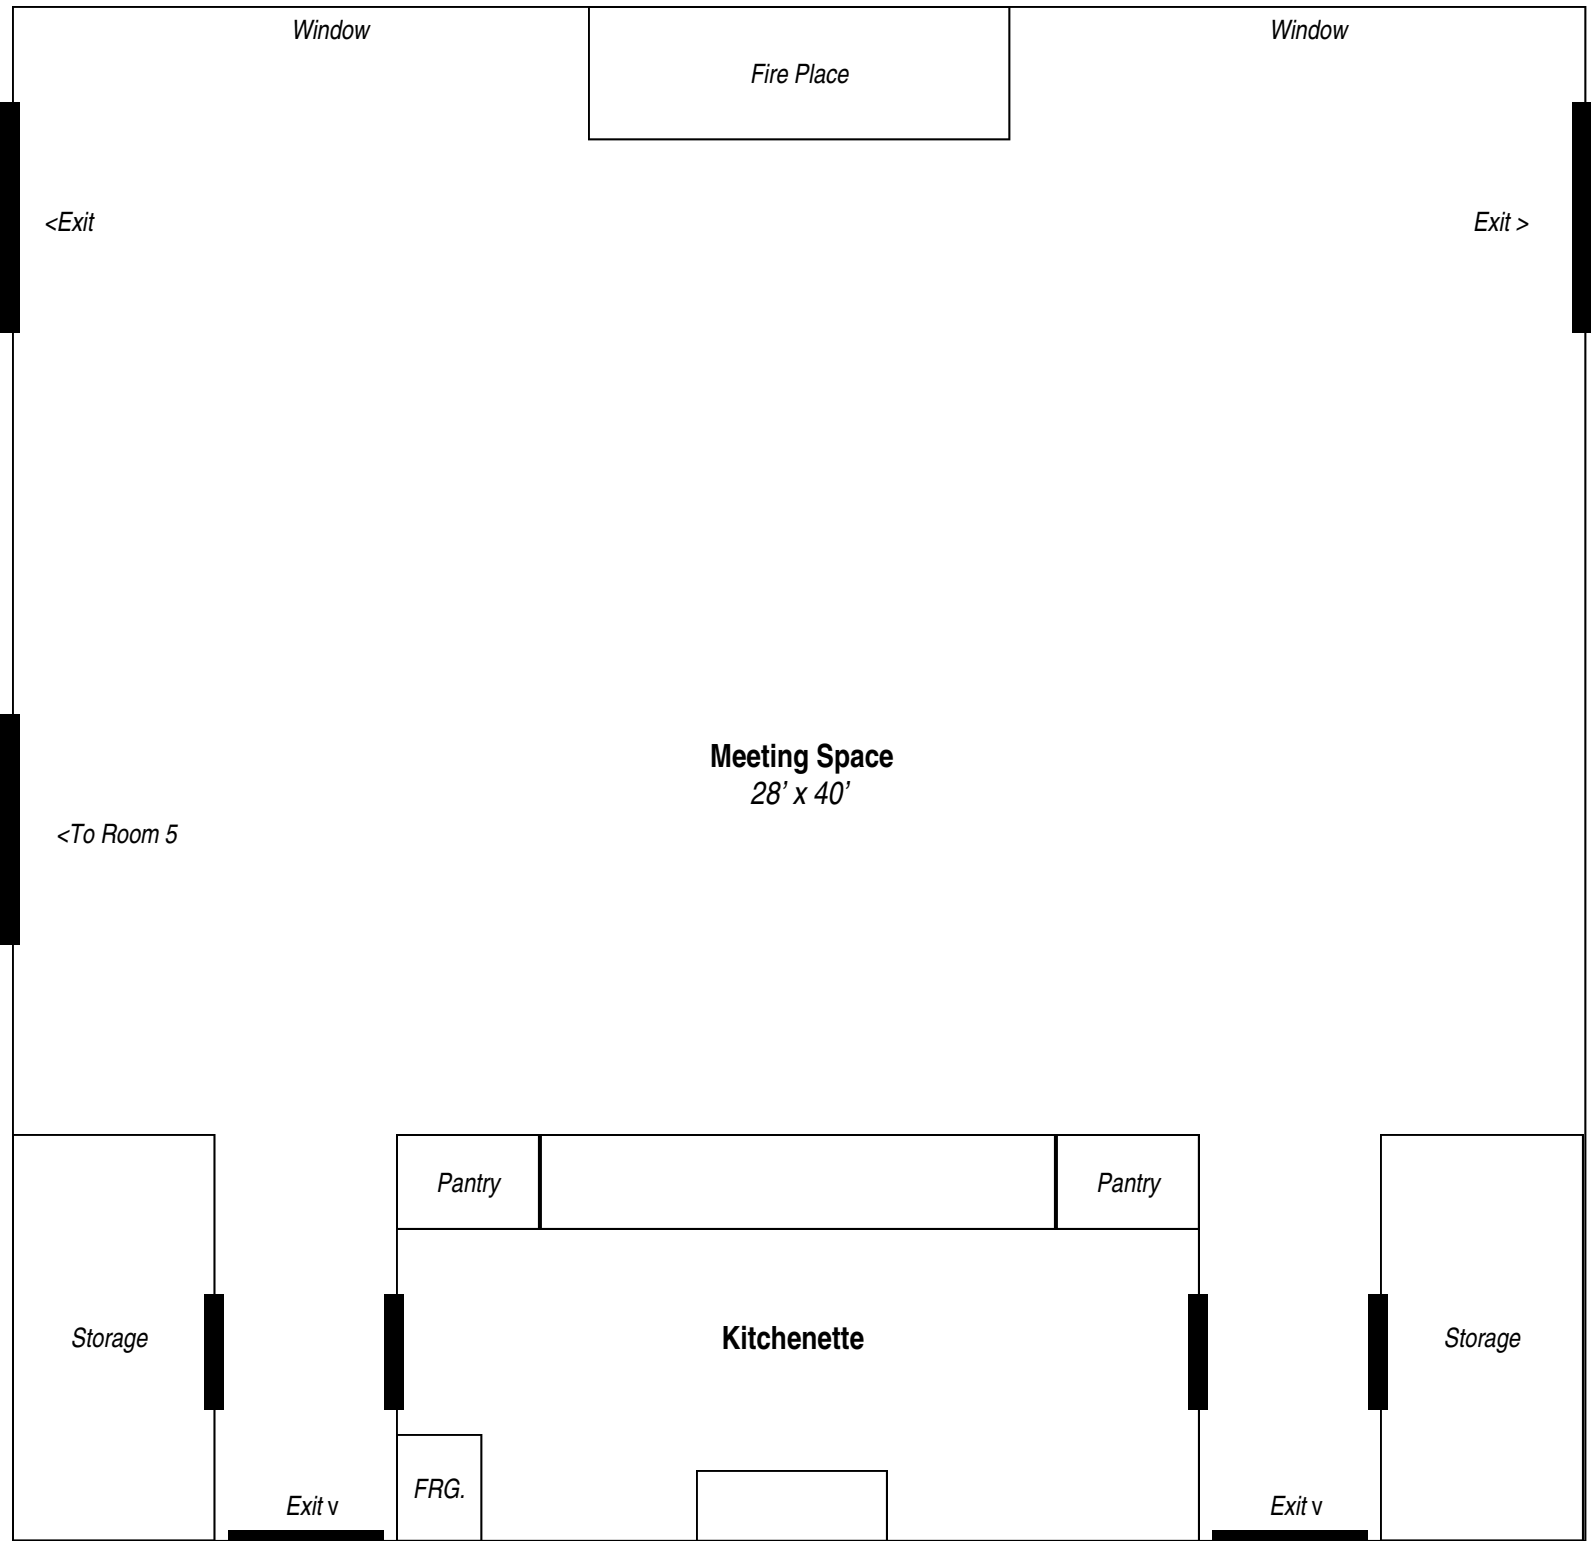 Window
Window
Fire Place
<Exit
Exit >
Meeting Space
28’ x 40’
<To Room 5
Pantry
Pantry
Storage
Kitchenette
Storage
FRG.
Exit v
Exit v